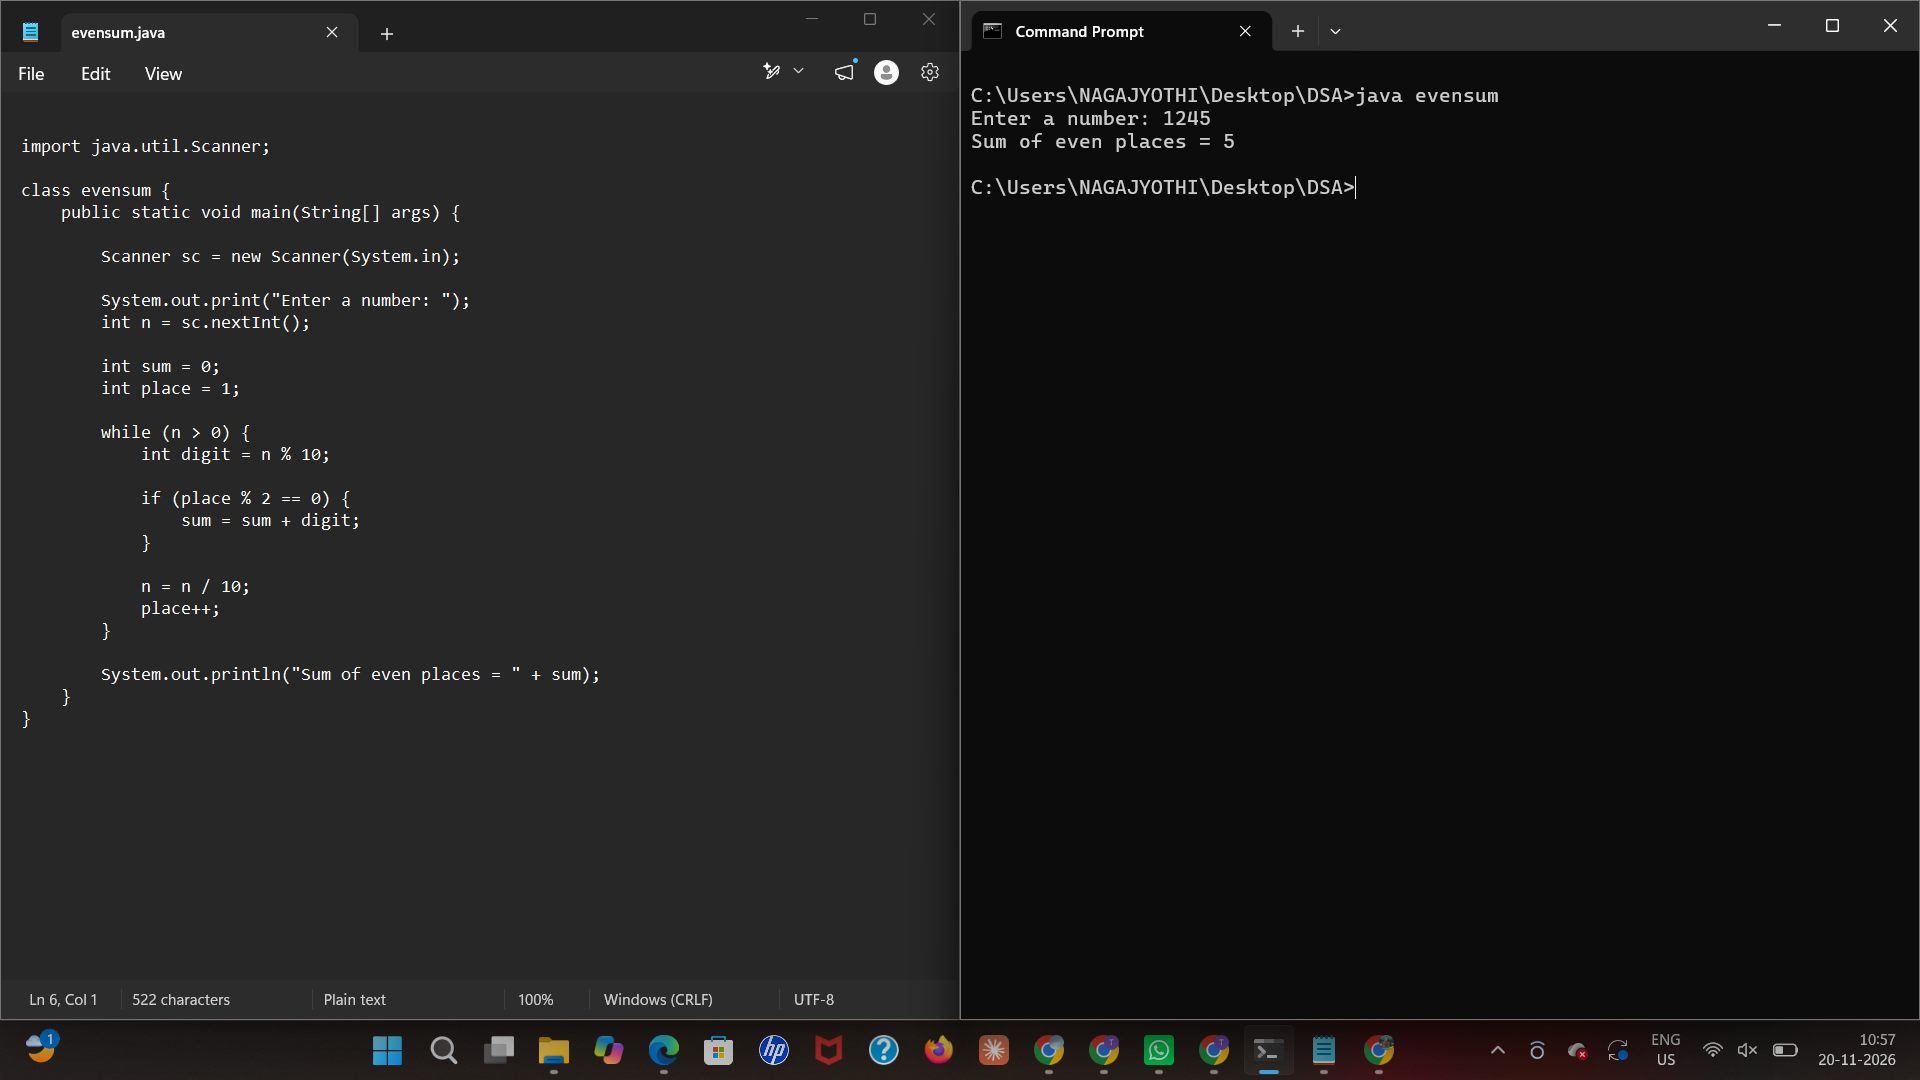 evensum.java
File Edit View
import java.util.Scanner;
class evensum {
    public static void main(String[] args) {
        Scanner sc = new Scanner(System.in);
        System.out.print("Enter a number: ");
        int n = sc.nextInt();
        int sum = 0;
        int place = 1;
        while (n > 0) {
            int digit = n % 10;
            if (place % 2 == 0) {
                sum = sum + digit;
            }
            n = n / 10;
            place++;
        }
        System.out.println("Sum of even places = " + sum);
    }
}
Ln 6, Col 1 522 characters Plain text 100% Windows (CRLF) UTF-8
Command Prompt
C:\Users\NAGAJYOTHI\Desktop\DSA>java evensum
Enter a number: 1245
Sum of even places = 5
C:\Users\NAGAJYOTHI\Desktop\DSA>
1
hp
?
T
T
ENG
US
10:57
20-11-2026